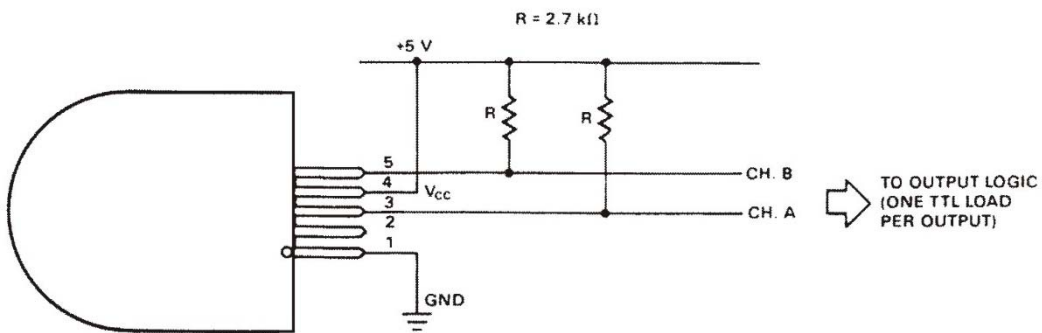 R = 2.7 kΩ
+5 V
R
R
5
CH. B
4
VCC
3
CH. A
2
1
GND
TO OUTPUT LOGIC
(ONE TTL LOAD
PER OUTPUT)